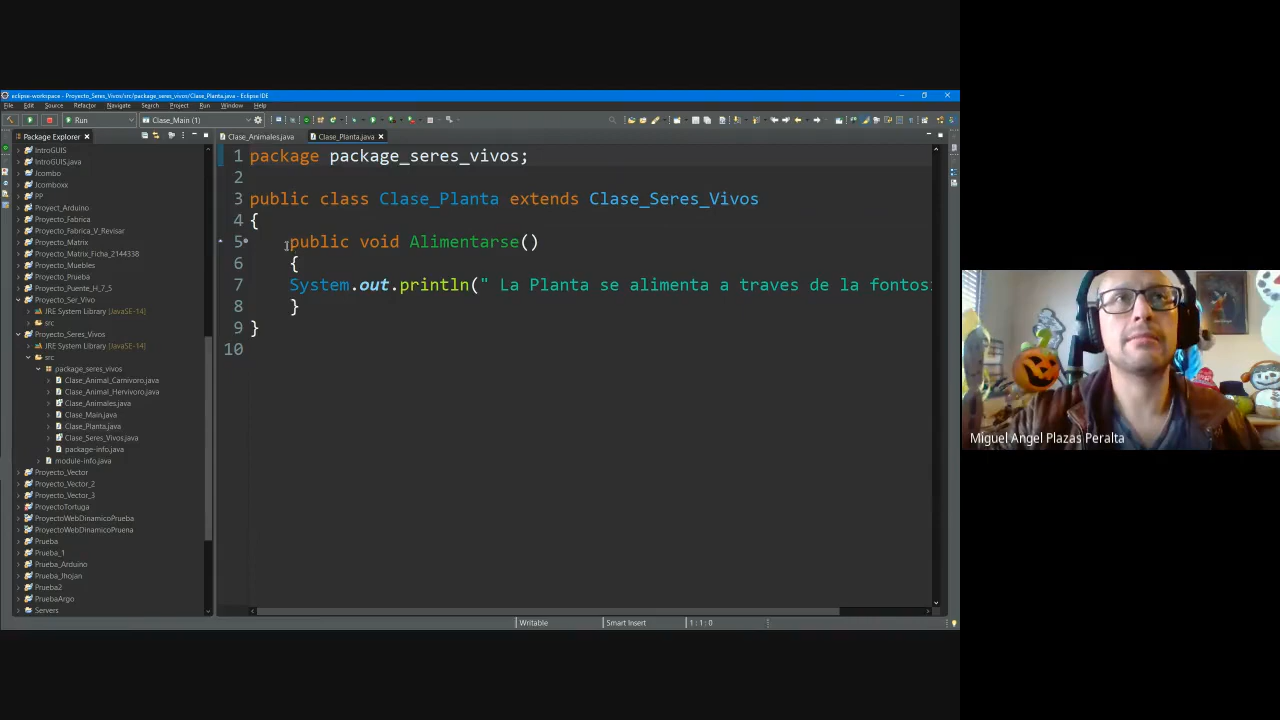 eclipse-workspace - Proyecto_Seres_Vivos/src/package_seres_vivos/Clase_Planta.java - Eclipse IDE
File Edit Source Refactor Navigate Search Project Run Window Help
Run Clase_Main (1)
Package Explorer
Clase_Animales.java Clase_Planta.java
IntroGUIS
IntroGUIS.java
Jcombo
Jcomboxx
PP
Proyect_Arduino
Proyecto_Fabrica
Proyecto_Fabrica_V_Revisar
Proyecto_Matrix
Proyecto_Matrix_Ficha_2144338
Proyecto_Muebles
Proyecto_Prueba
Proyecto_Puente_H_7_5
Proyecto_Ser_Vivo
JRE System Library [JavaSE-14]
src
Proyecto_Seres_Vivos
JRE System Library [JavaSE-14]
src
package_seres_vivos
Clase_Animal_Carnivoro.java
Clase_Animal_Hervivoro.java
Clase_Animales.java
Clase_Main.java
Clase_Planta.java
Clase_Seres_Vivos.java
package-info.java
module-info.java
Proyecto_Vector
Proyecto_Vector_2
Proyecto_Vector_3
ProyectoTortuga
ProyectoWebDinamicoPrueba
ProyectoWebDinamicoPruena
Prueba
Prueba_1
Prueba_Arduino
Prueba_Jhojan
Prueba2
PruebaArgo
Servers
1 package package_seres_vivos;
2
3 public class Clase_Planta extends Clase_Seres_Vivos
4 {
5 public void Alimentarse()
6 {
7 System.out.println(" La Planta se alimenta a traves de la fontos
8 }
9 }
10
Writable Smart Insert 1 : 1 : 0
Miguel Angel Plazas Peralta